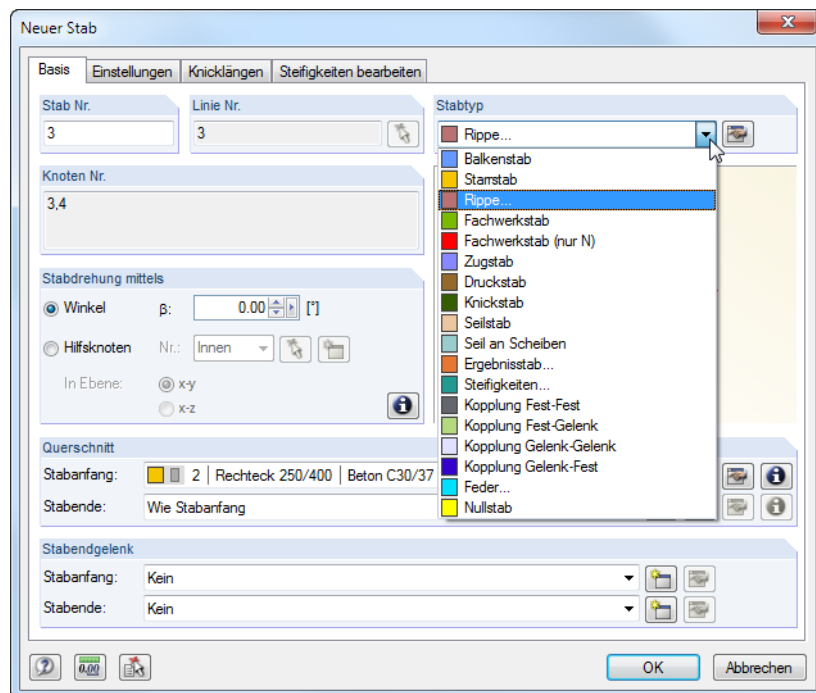 Neuer Stab
Basis Einstellungen Knicklängen Steifigkeiten bearbeiten
Stab Nr. Linie Nr. Stabtyp
3 3 Rippe...
Knoten Nr.
3,4
Balkenstab
Starrstab
Rippe...
Fachwerkstab
Fachwerkstab (nur N)
Zugstab
Druckstab
Knickstab
Seilstab
Seil an Scheiben
Ergebnisstab...
Steifigkeiten...
Kopplung Fest-Fest
Kopplung Fest-Gelenk
Kopplung Gelenk-Gelenk
Kopplung Gelenk-Fest
Feder...
Nullstab
Stabdrehung mittels
Winkel β: 0.00 [°]
Hilfsknoten Nr.: Innen
In Ebene: x-y
x-z
Querschnitt
Stabanfang: 2 | Rechteck 250/400 | Beton C30/37
Stabende: Wie Stabanfang
Stabendgelenk
Stabanfang: Kein
Stabende: Kein
0.00 OK Abbrechen